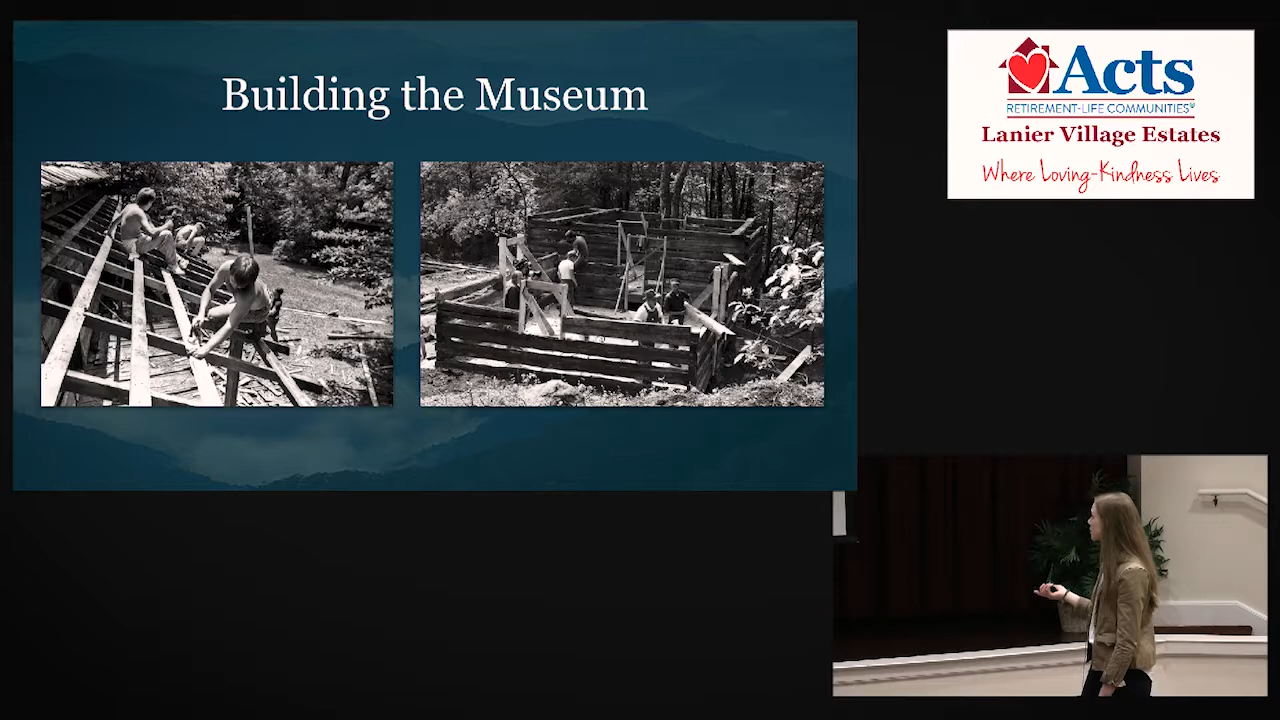 Building the Museum
Acts
RETIREMENT-LIFE COMMUNITIES®
Lanier Village Estates
Where Loving-Kindness Lives